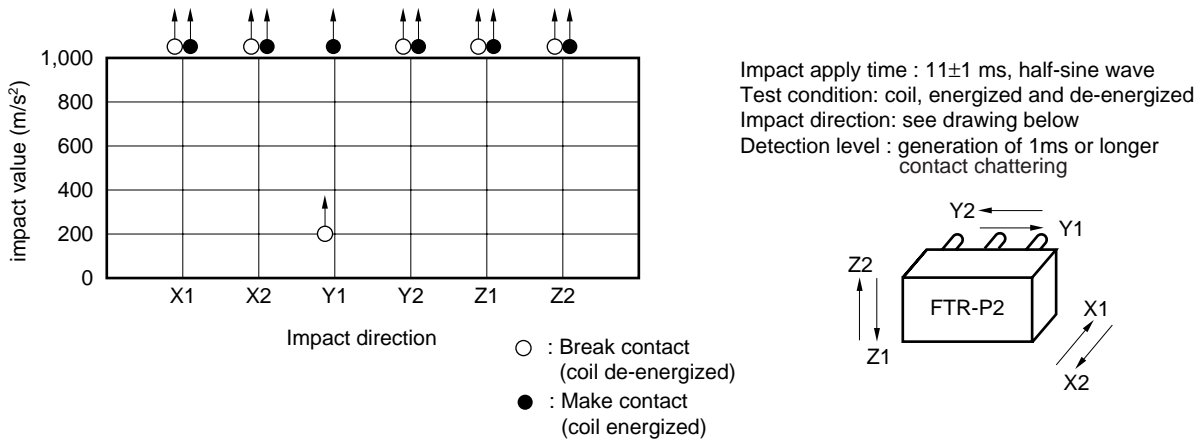 1,000
800
600
400
200
0
impact value (m/s²)
X1 X2 Y1 Y2 Z1 Z2
Impact direction
: Break contact
(coil de-energized)
: Make contact
(coil energized)
Impact apply time : 11±1 ms, half-sine wave
Test condition: coil, energized and de-energized
Impact direction: see drawing below
Detection level : generation of 1ms or longer
contact chattering
Y2
Y1
Z2
FTR-P2
X1
Z1
X2